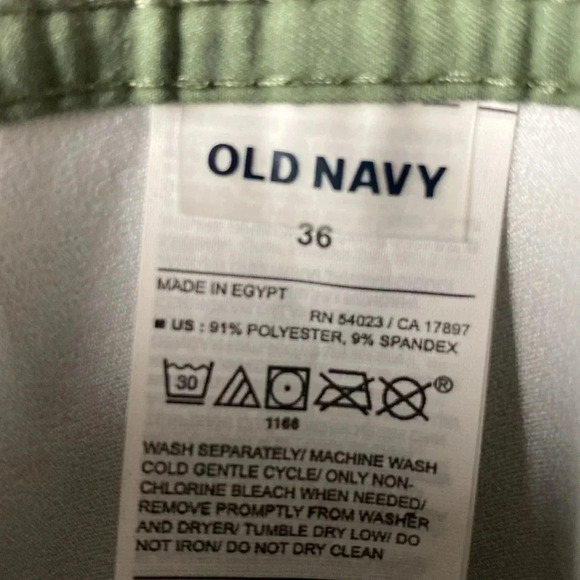 OLD NAVY
36
MADE IN EGYPT
RN 54023 / CA 17897
US : 91% POLYESTER, 9% SPANDEX
30
®
1166
WASH SEPARATELY/ MACHINE WASH
COLD GENTLE CYCLE/ ONLY NON-
CHLORINE BLEACH WHEN NEEDED/
REMOVE PROMPTLY FROM WASHER
AND DRYER/ TUMBLE DRY LOW/ DO
NOT IRON/ DO NOT DRY CLEAN